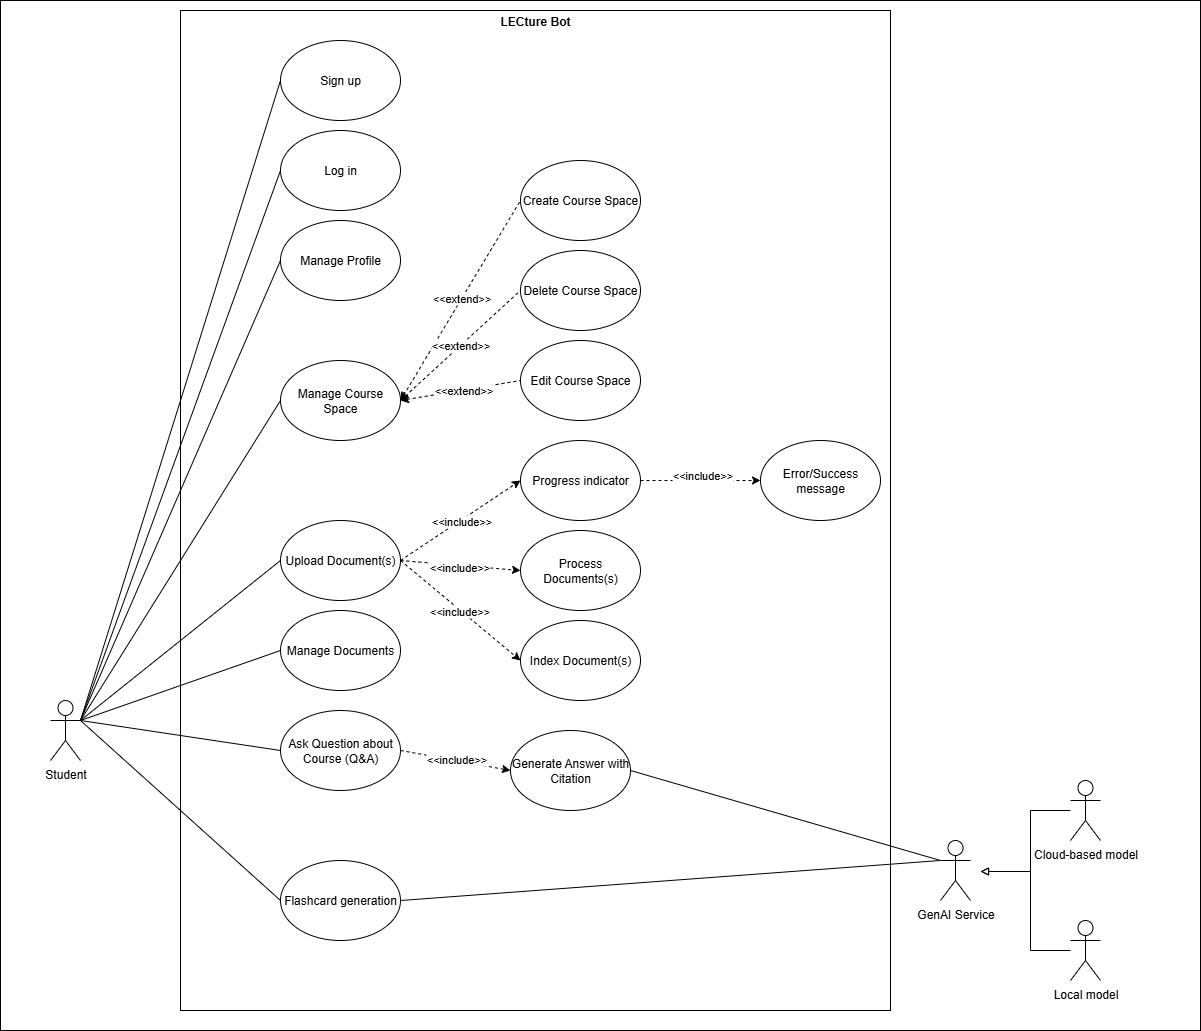 LECture Bot
Sign up
Log in
Manage Profile
Create Course Space
Delete Course Space
<<extend>>
<<extend>>
Edit Course Space
<<extend>>
Manage Course
Space
Progress indicator
<<include>>
Error/Success
message
<<include>>
Upload Document(s)
<<include>>
Process
Documents(s)
<<include>>
Manage Documents
Index Document(s)
Ask Question about
Course (Q&A)
<<include>>
Generate Answer with
Citation
Student
Cloud-based model
Flashcard generation
GenAI Service
Local model